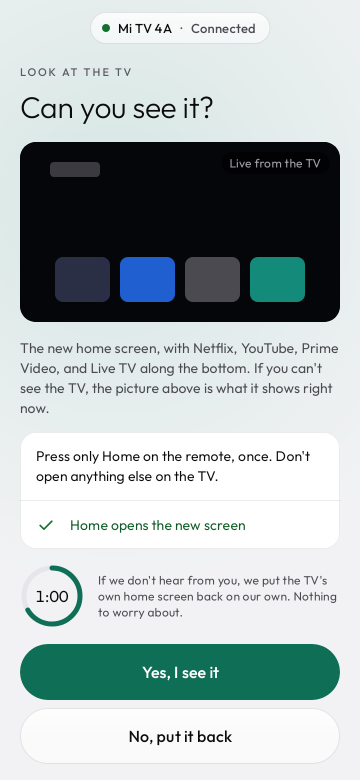 Mi TV 4A · Connected
LOOK AT THE TV
Can you see it?
Live from the TV
The new home screen, with Netflix, YouTube, Prime
Video, and Live TV along the bottom. If you can't
see the TV, the picture above is what it shows right
now.
Press only Home on the remote, once. Don't
open anything else on the TV.
Home opens the new screen
1:00
If we don't hear from you, we put the TV's
own home screen back on our own. Nothing
to worry about.
Yes, I see it
No, put it back